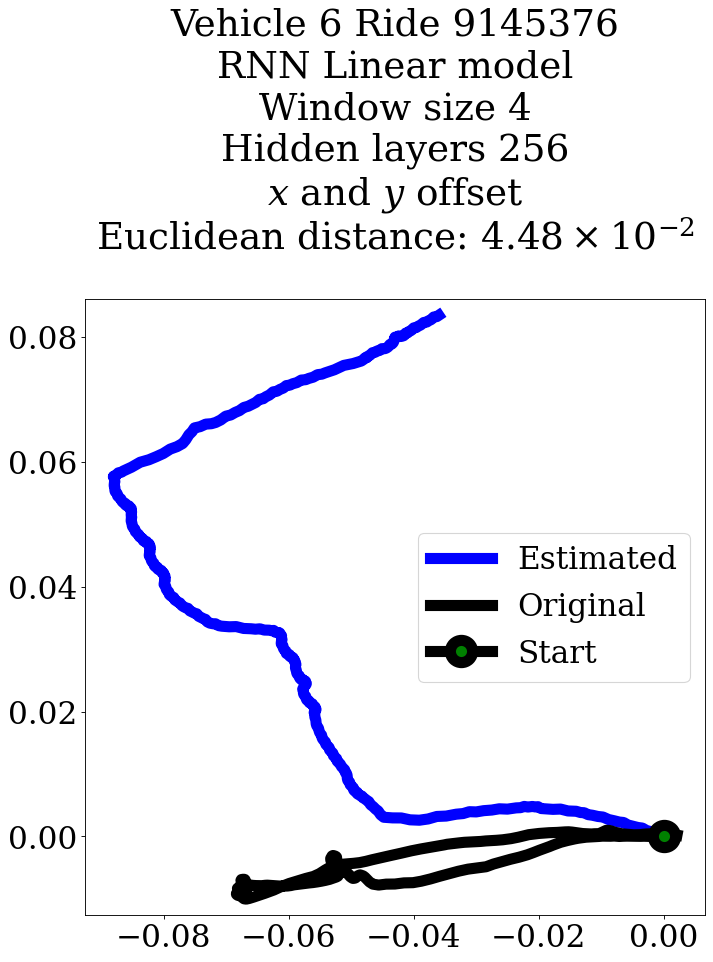 Vehicle 6 Ride 9145376
RNN Linear model
Window size 4
Hidden layers 256
x and y offset
Euclidean distance: 4.48 × 10⁻²
0.08
0.06
0.04
0.02
0.00
Estimated
Original
Start
−0.08 −0.06 −0.04 −0.02 0.00